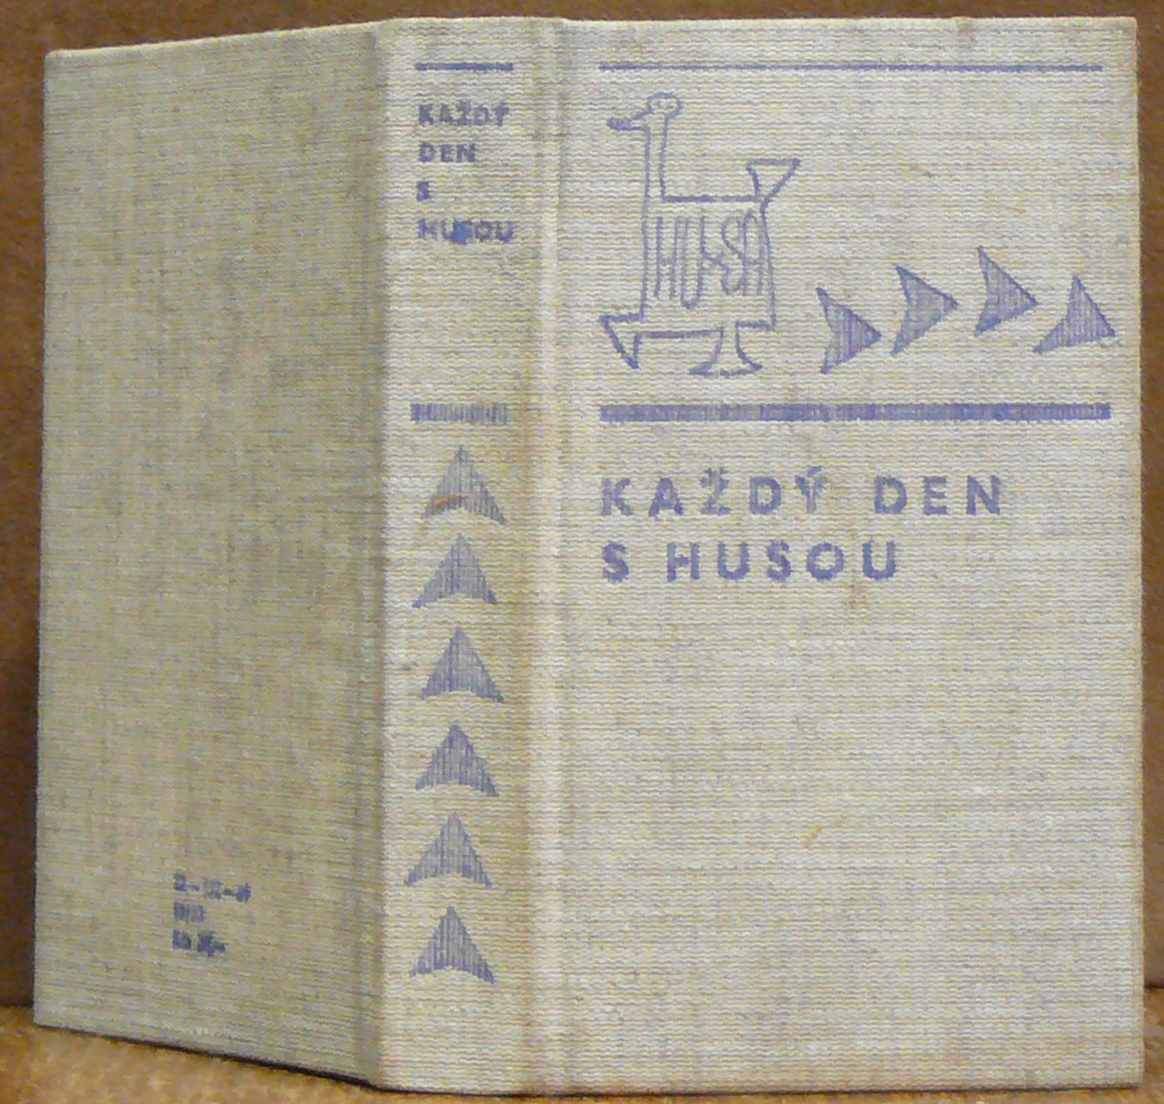 KAŽDÝ
DEN
S
HUSOU
HUSA
KAŽDÝ DEN
S HUSOU